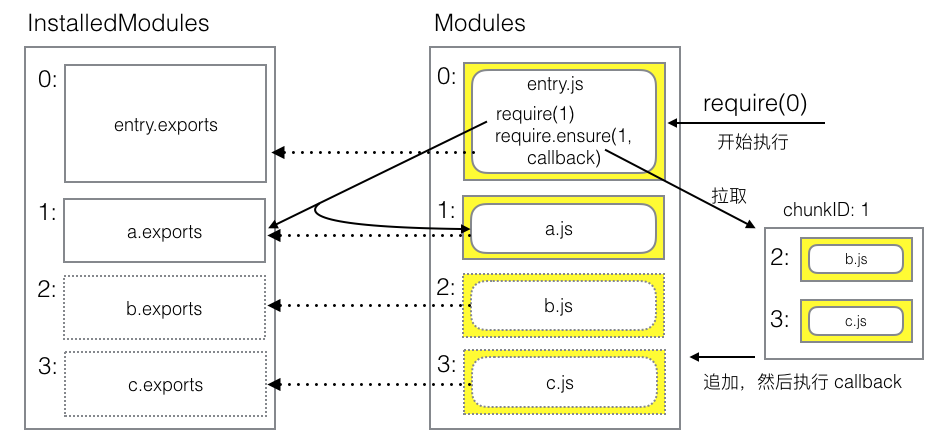 InstalledModules
0:
entry.exports
1:
a.exports
2:
b.exports
3:
c.exports
Modules
0:
entry.js
require(1)
require.ensure(1,
callback)
1:
a.js
2:
b.js
3:
c.js
require(0)
开始执行
拉取
chunkID: 1
2:
b.js
3:
c.js
追加，然后执行 callback